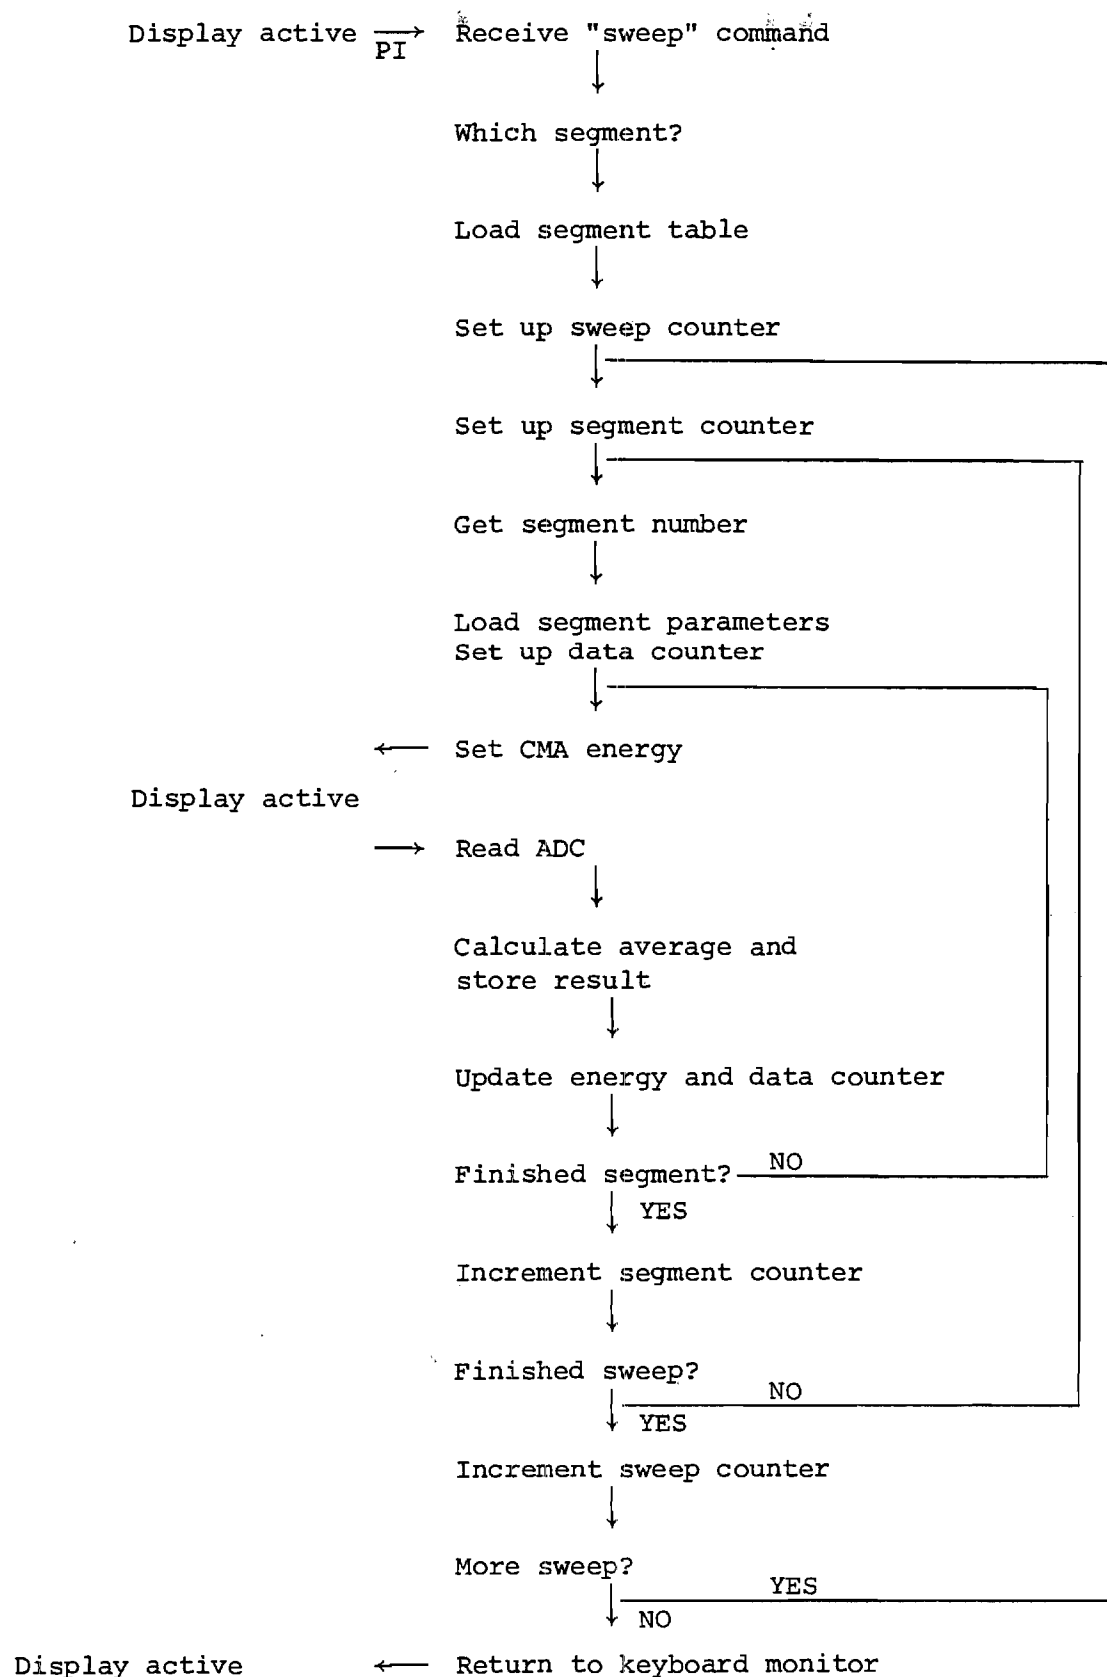 Display active PI Receive "sweep" command
Which segment?
Load segment table
Set up sweep counter
Set up segment counter
Get segment number
Load segment parameters
Set up data counter
Set CMA energy
Display active
Read ADC
Calculate average and
store result
Update energy and data counter
Finished segment? NO
YES
Increment segment counter
Finished sweep?
NO
YES
Increment sweep counter
More sweep?
YES
NO
Display active Return to keyboard monitor